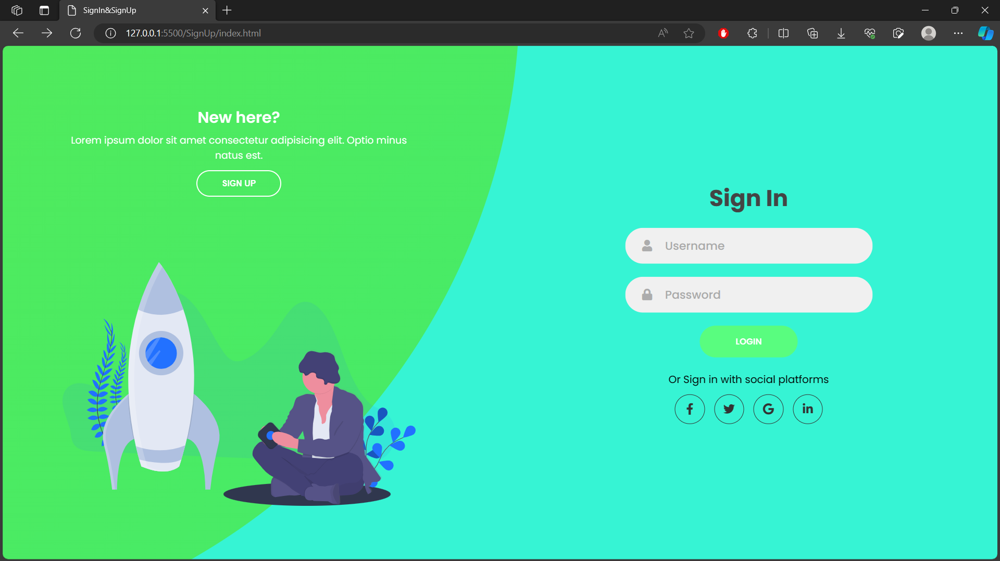 SignIn&SignUp
127.0.0.1:5500/SignUp/index.html
New here?
Lorem ipsum dolor sit amet consectetur adipisicing elit. Optio minus
natus est.
SIGN UP
Sign In
Username
Password
LOGIN
Or Sign in with social platforms